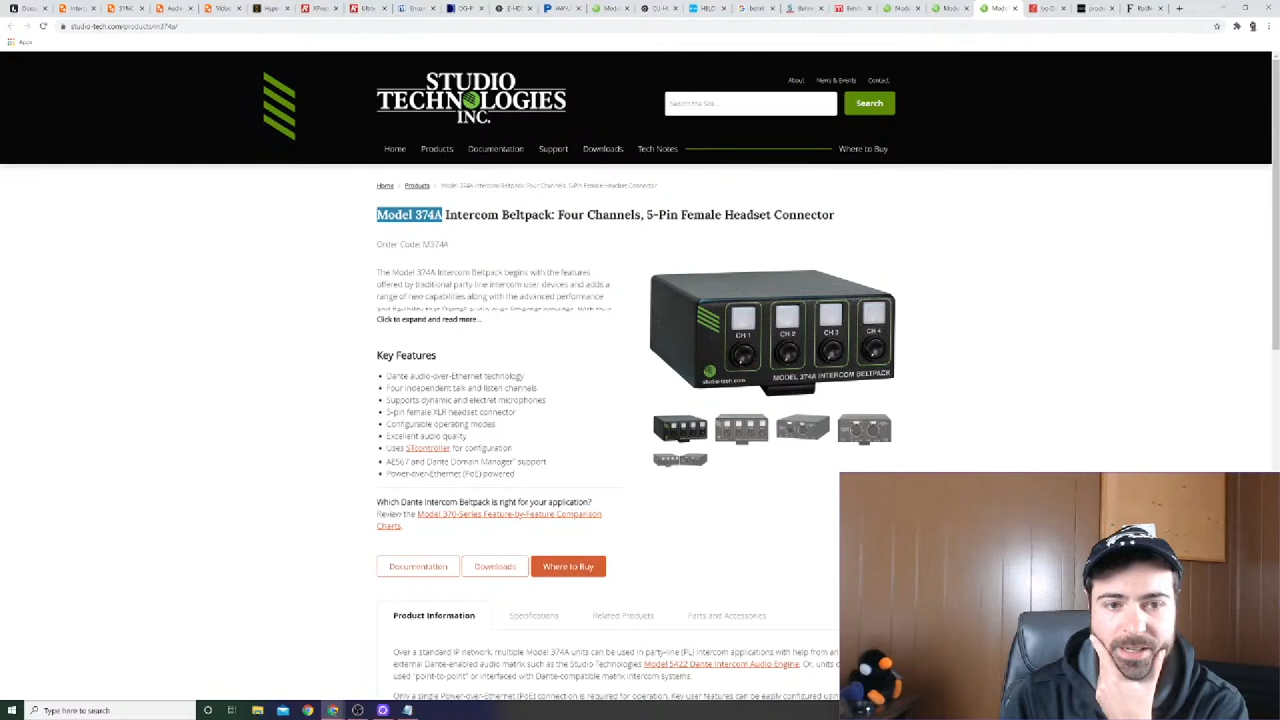 studio-tech.com/products/m374a/
Apps
STUDIO
TECHNOLOGIES
INC.
About
News & Events
Contact
Search the Site...
Search
Home
Products
Documentation
Support
Downloads
Tech Notes
Where to Buy
Home / Products / Model 374A Intercom Beltpack: Four Channels, 5-Pin Female Headset Connector
Model 374A Intercom Beltpack: Four Channels, 5-Pin Female Headset Connector
Order Code: M374A
The Model 374A Intercom Beltpack begins with the features
offered by traditional party-line intercom user devices and adds a
range of new capabilities along with the advanced performance
Click to expand and read more...
Key Features
• Dante audio-over-Ethernet technology
• Four independent talk and listen channels
• Supports dynamic and electret microphones
• 5-pin female XLR headset connector
• Configurable operating modes
• Excellent audio quality
• Uses STcontroller for configuration
• AES67 and Dante Domain Manager™ support
• Power-over-Ethernet (PoE) powered
Which Dante Intercom Beltpack is right for your application?
Review the Model 370-Series Feature-by-Feature Comparison
Charts.
CH 1
CH 2
CH 3
CH 4
studio-tech.com
MODEL 374A INTERCOM BELTPACK
Documentation
Downloads
Where to Buy
Product Information
Specifications
Related Products
Parts and Accessories
Over a standard IP network, multiple Model 374A units can be used in party-line (PL) intercom applications with help from an
external Dante-enabled audio matrix such as the Studio Technologies Model 5422 Dante Intercom Audio Engine. Or, units
used "point-to-point" or interfaced with Dante-compatible matrix intercom systems.
Only a single Power-over-Ethernet (PoE) connection is required for operation. Key user features can be easily configured using
Type here to search